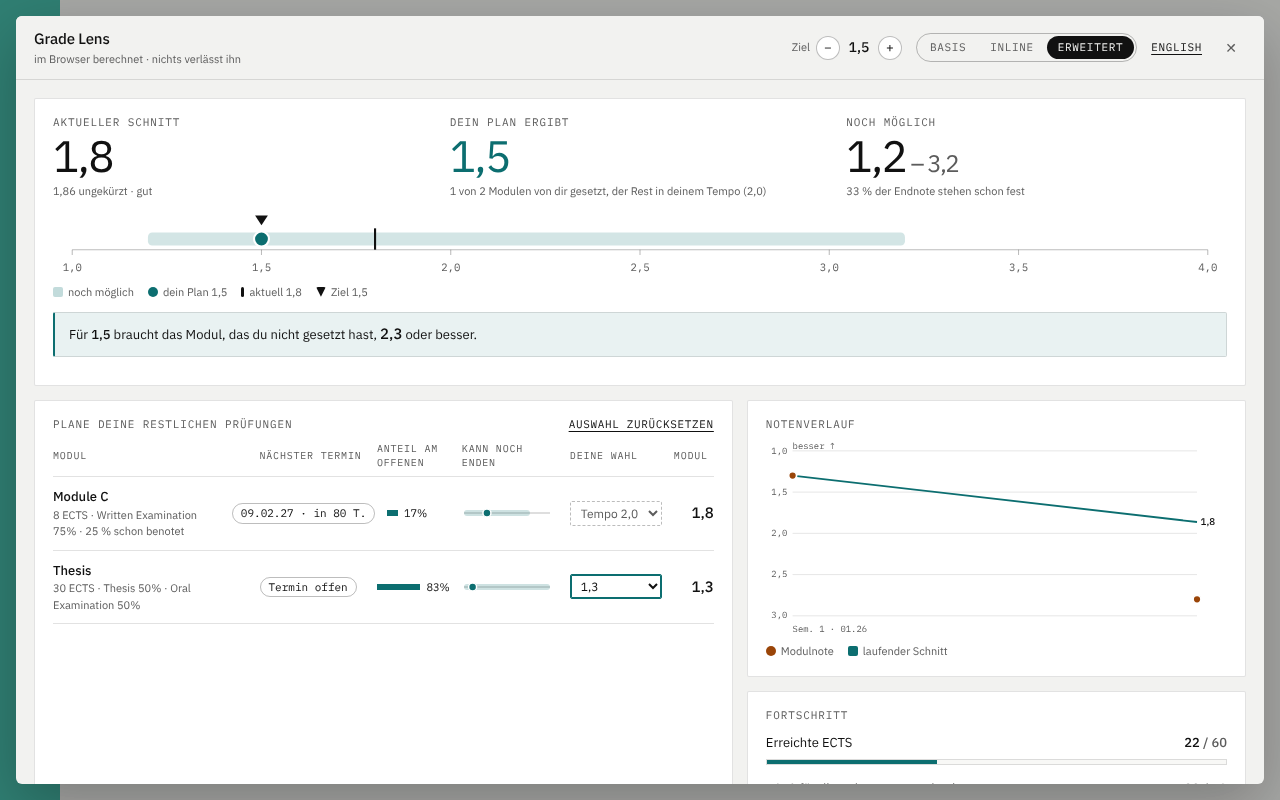 Grade Lens
im Browser berechnet · nichts verlässt ihn
Ziel − 1,5 + BASIS INLINE ERWEITERT ENGLISH ×
AKTUELLER SCHNITT
1,8
1,86 ungekürzt · gut
DEIN PLAN ERGIBT
1,5
1 von 2 Modulen von dir gesetzt, der Rest in deinem Tempo (2,0)
NOCH MÖGLICH
1,2 – 3,2
33 % der Endnote stehen schon fest
1,0 1,5 2,0 2,5 3,0 3,5 4,0
noch möglich dein Plan 1,5 aktuell 1,8 Ziel 1,5
Für 1,5 braucht das Modul, das du nicht gesetzt hast, 2,3 oder besser.
PLANE DEINE RESTLICHEN PRÜFUNGEN AUSWAHL ZURÜCKSETZEN
MODUL NÄCHSTER TERMIN ANTEIL AM OFFENEN KANN NOCH ENDEN DEINE WAHL MODUL
Module C
8 ECTS · Written Examination
75% · 25 % schon benotet
09.02.27 · in 80 T. 17% Tempo 2,0 1,8
Thesis
30 ECTS · Thesis 50% · Oral
Examination 50%
Termin offen 83% 1,3 1,3
NOTENVERLAUF
besser ↑
1,0
1,5
1,8
2,0
2,5
3,0
Sem. 1 · 01.26
Modulnote laufender Schnitt
FORTSCHRITT
Erreichte ECTS 22 / 60